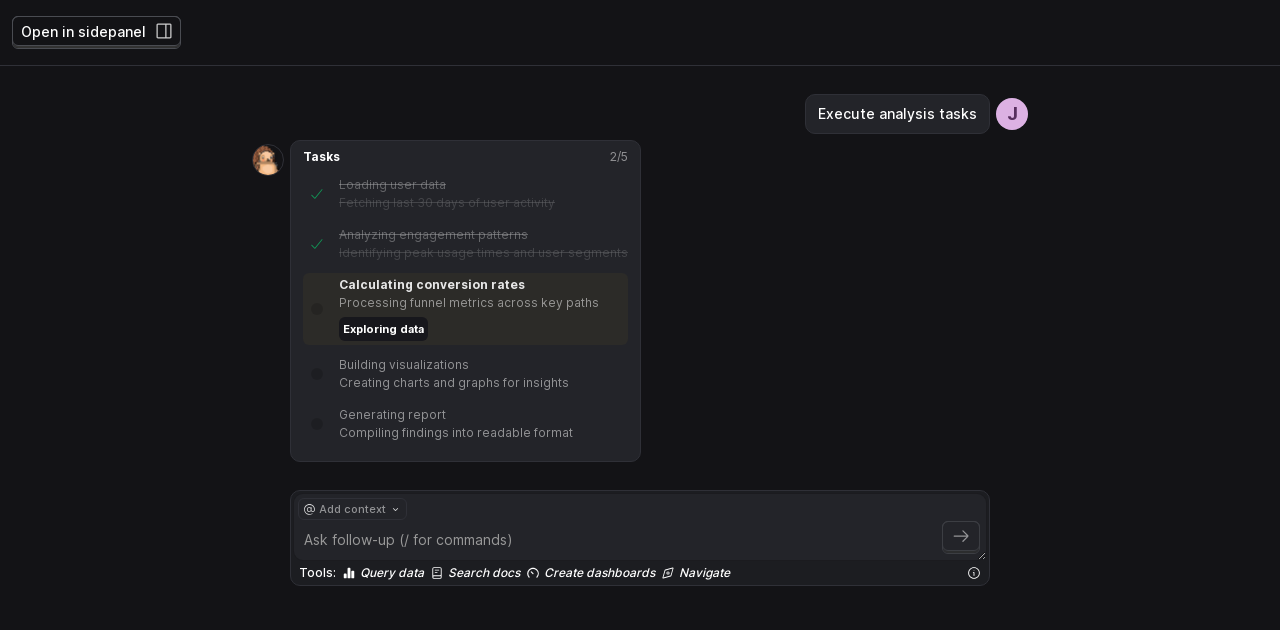 Open in sidepanel
Execute analysis tasks
J
Tasks 2/5
Loading user data
Fetching last 30 days of user activity
Analyzing engagement patterns
Identifying peak usage times and user segments
Calculating conversion rates
Processing funnel metrics across key paths
Exploring data
Building visualizations
Creating charts and graphs for insights
Generating report
Compiling findings into readable format
@ Add context
Ask follow-up (/ for commands)
Tools: Query data Search docs Create dashboards Navigate